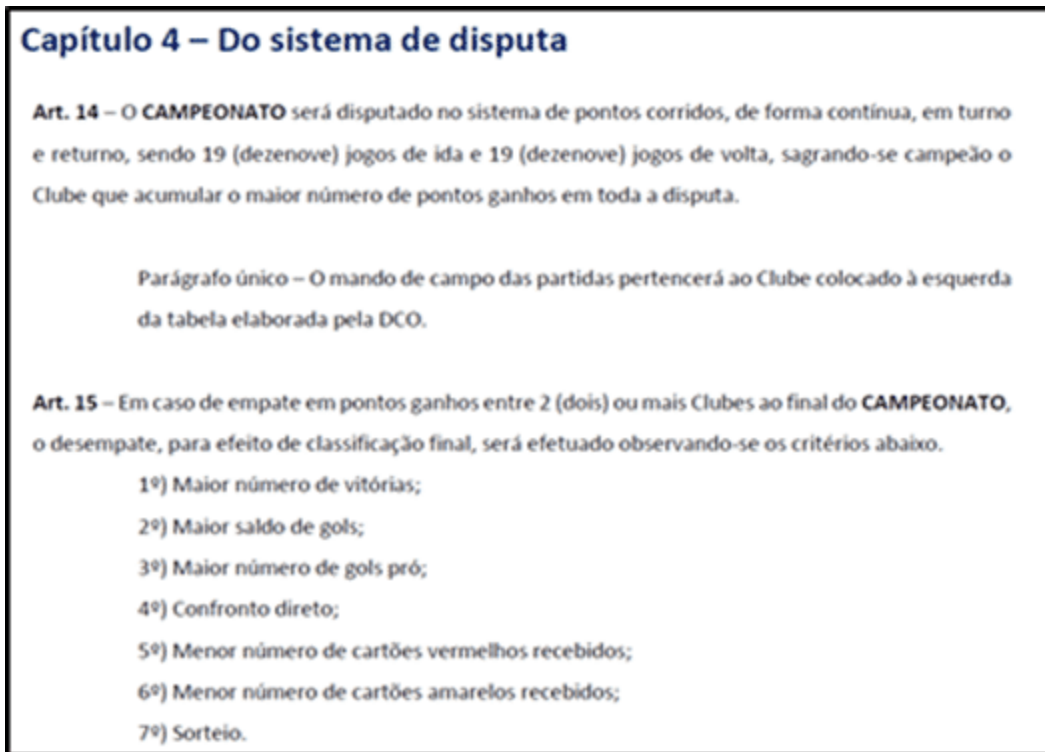 Capítulo 4 – Do sistema de disputa
Art. 14 – O CAMPEONATO será disputado no sistema de pontos corridos, de forma contínua, em turno
e returno, sendo 19 (dezenove) jogos de ida e 19 (dezenove) jogos de volta, sagrando-se campeão o
Clube que acumular o maior número de pontos ganhos em toda a disputa.
Parágrafo único – O mando de campo das partidas pertencerá ao Clube colocado à esquerda
da tabela elaborada pela DCO.
Art. 15 – Em caso de empate em pontos ganhos entre 2 (dois) ou mais Clubes ao final do CAMPEONATO,
o desempate, para efeito de classificação final, será efetuado observando-se os critérios abaixo.
1º) Maior número de vitórias;
2º) Maior saldo de gols;
3º) Maior número de gols pró;
4º) Confronto direto;
5º) Menor número de cartões vermelhos recebidos;
6º) Menor número de cartões amarelos recebidos;
7º) Sorteio.